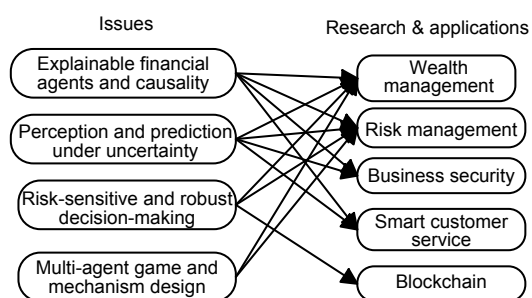 Issues
Research & applications
Explainable financial
agents and causality
Perception and prediction
under uncertainty
Risk-sensitive and robust
decision-making
Multi-agent game and
mechanism design
Wealth
management
Risk management
Business security
Smart customer
service
Blockchain